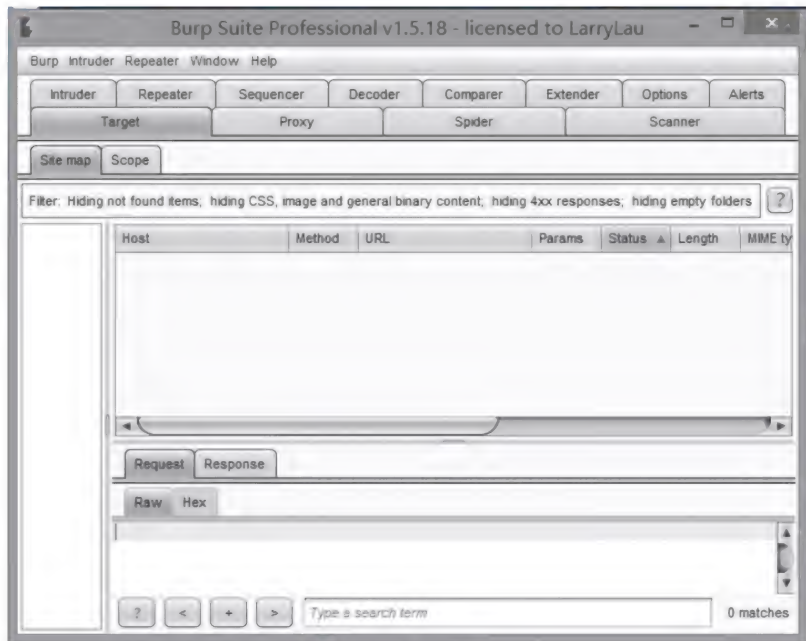 Burp Suite Professional v1.5.18 - licensed to LarryLau
Burp Intruder Repeater Window Help
Intruder Repeater Sequencer Decoder Comparer Extender Options Alerts
Target Proxy Spider Scanner
Site map Scope
Filter: Hiding not found items; hiding CSS, image and general binary content; hiding 4xx responses; hiding empty folders ?
Host Method URL Params Status Length MIME ty
Request Response
Raw Hex
? < + > Type a search term 0 matches